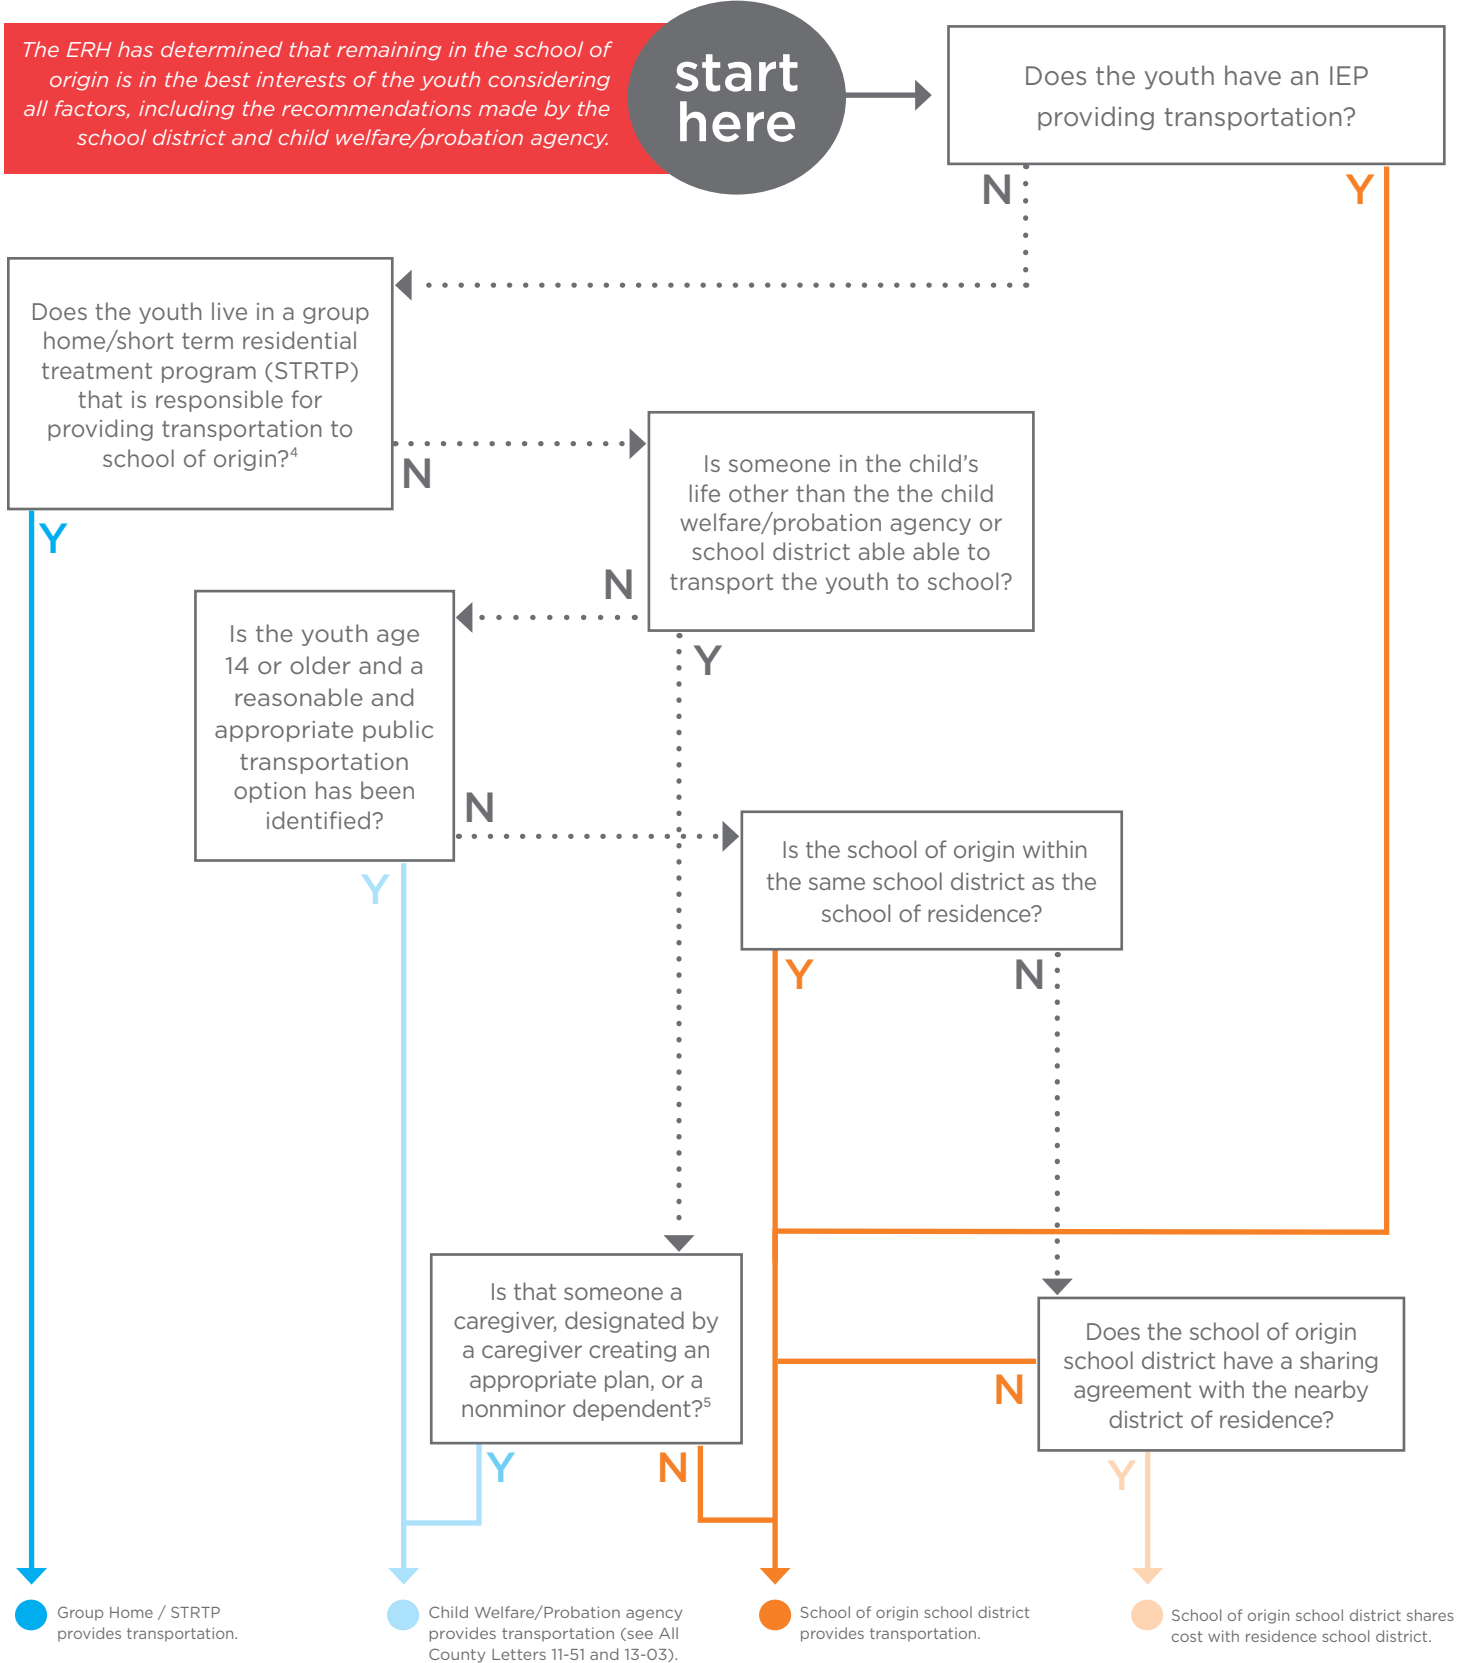 The ERH has determined that remaining in the school of
origin is in the best interests of the youth considering
all factors, including the recommendations made by the
school district and child welfare/probation agency.
start
here
Does the youth have an IEP
providing transportation?
N
Y
Does the youth live in a group
home/short term residential
treatment program (STRTP)
that is responsible for
providing transportation to
school of origin?4
N
Y
Is someone in the child's
life other than the the child
welfare/probation agency or
school district able able to
transport the youth to school?
N
Y
Is the youth age
14 or older and a
reasonable and
appropriate public
transportation
option has been
identified?
N
Y
Is the school of origin within
the same school district as the
school of residence?
Y
N
Is that someone a
caregiver, designated by
a caregiver creating an
appropriate plan, or a
nonminor dependent?5
Y
N
Does the school of origin
school district have a sharing
agreement with the nearby
district of residence?
N
Y
Group Home / STRTP
provides transportation.
Child Welfare/Probation agency
provides transportation (see All
County Letters 11-51 and 13-03).
School of origin school district
provides transportation.
School of origin school district shares
cost with residence school district.